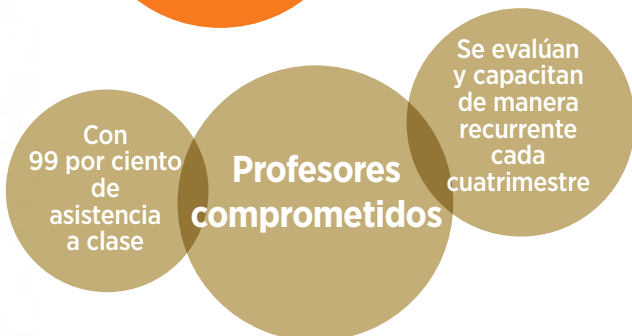 Con
99 por ciento
de
asistencia
a clase
Profesores
comprometidos
Se evalúan
y capacitan
de manera
recurrente
cada
cuatrimestre